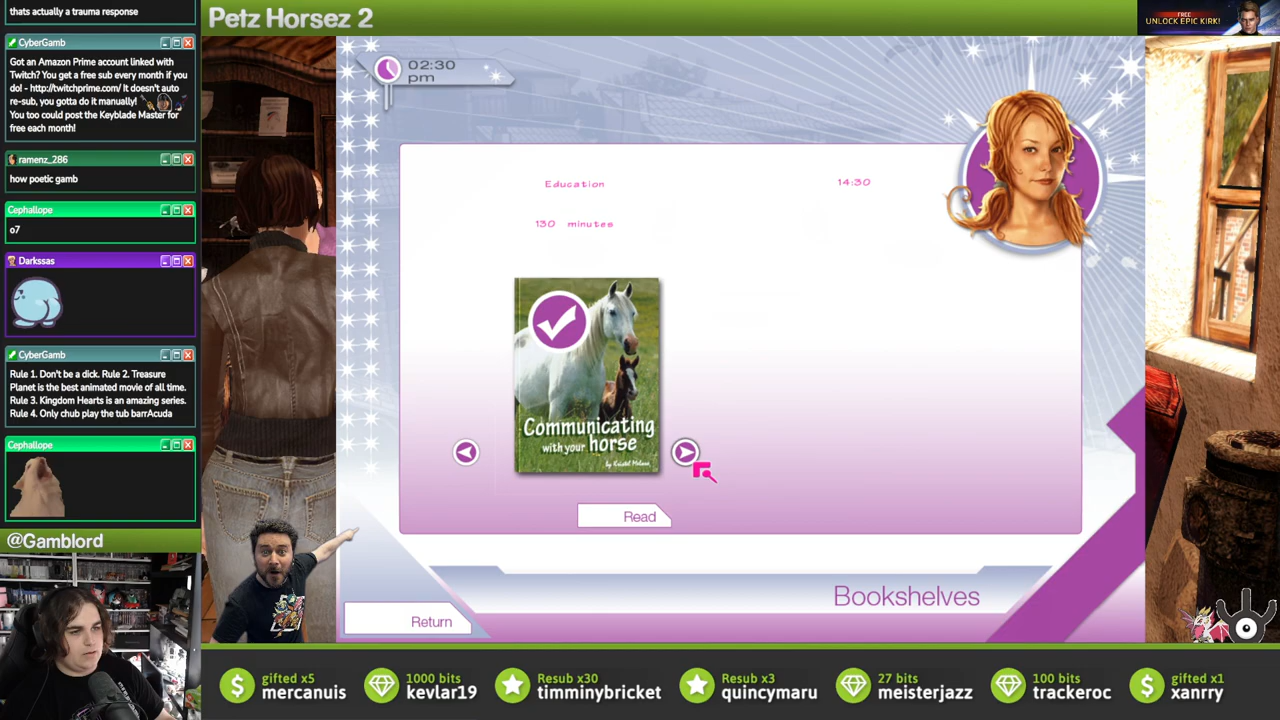 thats actually a trauma response
CyberGamb
Got an Amazon Prime account linked with
Twitch? You get a free sub every month if you
do! - http://twitchprime.com/ It doesn't auto
re-sub, you gotta do it manually!
You too could post the Keyblade Master for
free each month!
ramenz_286
how poetic gamb
Cephallope
o7
Darkssas
CyberGamb
Rule 1. Don't be a dick. Rule 2. Treasure
Planet is the best animated movie of all time.
Rule 3. Kingdom Hearts is an amazing series.
Rule 4. Only chub play the tub barrAcuda
Cephallope
@Gamblord
Petz Horsez 2
FREE
UNLOCK EPIC KIRK!
02:30
pm
Education
14:30
130 minutes
Communicating
with your horse
by Kristel Molina
Read
Bookshelves
Return
gifted x5
mercanuis
1000 bits
kevlar19
Resub x30
timminybricket
Resub x3
quincymaru
27 bits
meisterjazz
100 bits
trackeroc
gifted x1
xanrry